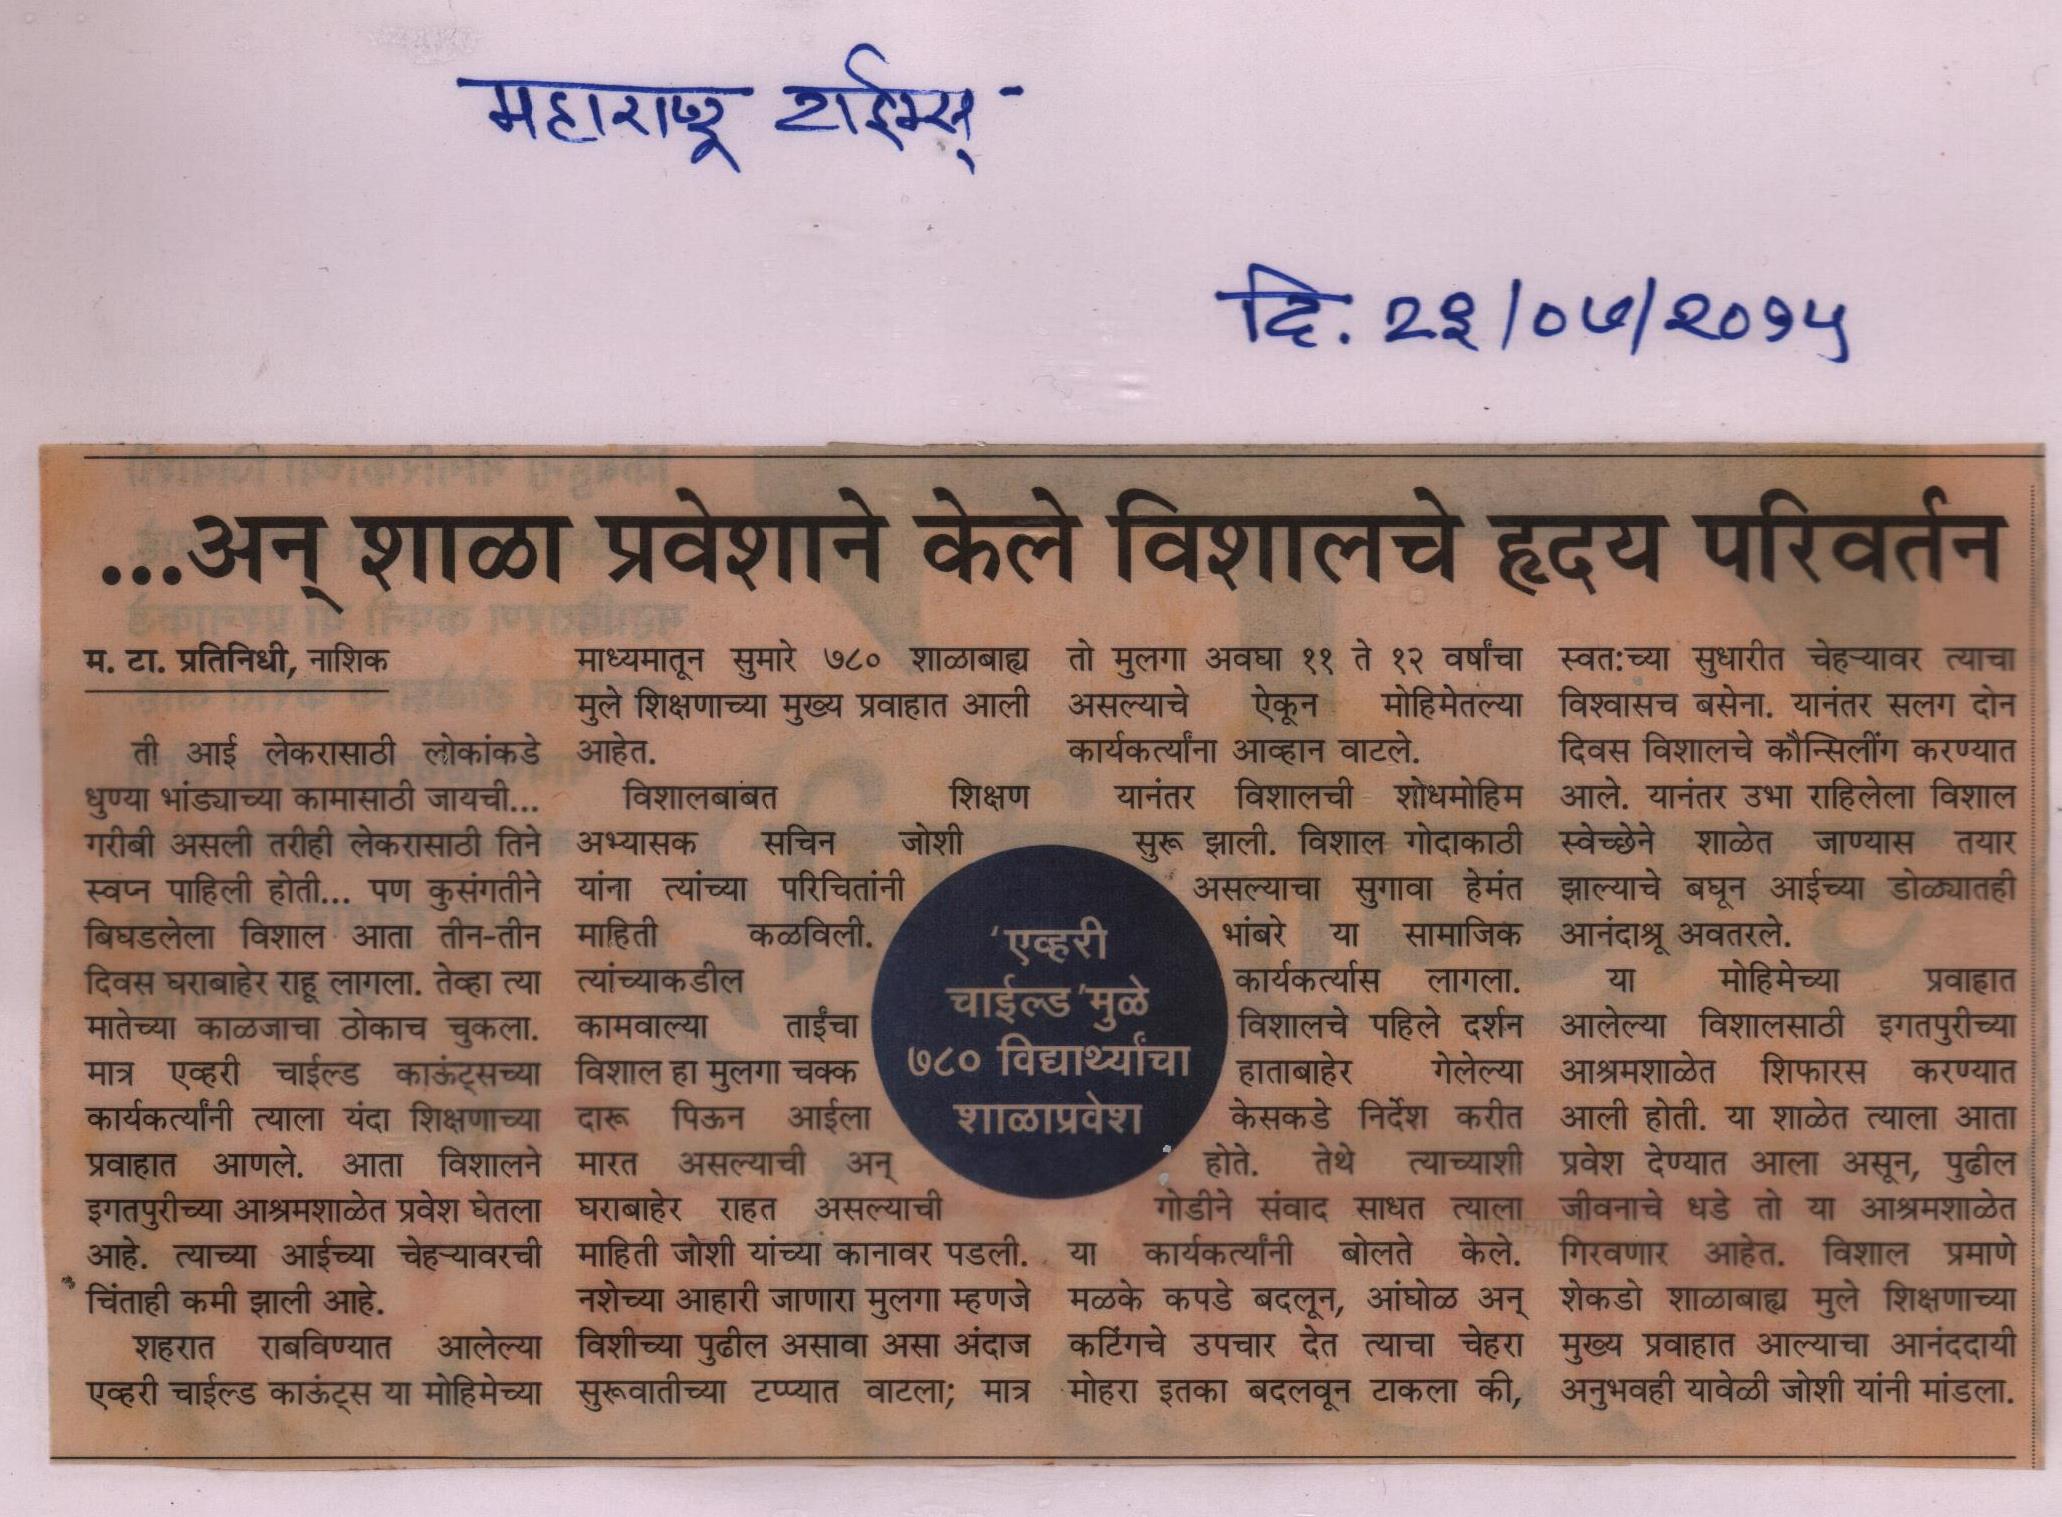 महाराष्ट्र टाईम्स्
दि. २३/०७/२०१५
...अन् शाळा प्रवेशाने केले विशालचे हृदय परिवर्तन
म. टा. प्रतिनिधी, नाशिक
ती आई लेकरासाठी लोकांकडे
धुण्या भांड्याच्या कामासाठी जायची...
गरीबी असली तरीही लेकरासाठी तिने
स्वप्न पाहिली होती... पण कुसंगतीने
बिघडलेला विशाल आता तीन-तीन
दिवस घराबाहेर राहू लागला. तेव्हा त्या
मातेच्या काळजाचा ठोकाच चुकला.
मात्र एव्हरी चाईल्ड काऊंट्सच्या
कार्यकर्त्यांनी त्याला यंदा शिक्षणाच्या
प्रवाहात आणले. आता विशालने
इगतपुरीच्या आश्रमशाळेत प्रवेश घेतला
आहे. त्याच्या आईच्या चेहऱ्यावरची
चिंताही कमी झाली आहे.
शहरात राबविण्यात आलेल्या
एव्हरी चाईल्ड काऊंट्स या मोहिमेच्या
माध्यमातून सुमारे ७८० शाळाबाह्य
मुले शिक्षणाच्या मुख्य प्रवाहात आली
आहेत.
विशालबाबत शिक्षण
अभ्यासक सचिन जोशी
यांना त्यांच्या परिचितांनी
माहिती कळविली.
त्यांच्याकडील
कामवाल्या ताईंचा
विशाल हा मुलगा चक्क
दारू पिऊन आईला
मारत असल्याची अन्
घराबाहेर राहत असल्याची
माहिती जोशी यांच्या कानावर पडली.
नशेच्या आहारी जाणारा मुलगा म्हणजे
विशीच्या पुढील असावा असा अंदाज
सुरूवातीच्या टप्प्यात वाटला; मात्र
'एव्हरी
चाईल्ड'मुळे
७८० विद्यार्थ्यांचा
शाळाप्रवेश
तो मुलगा अवघा ११ ते १२ वर्षांचा
असल्याचे ऐकून मोहिमेतल्या
कार्यकर्त्यांना आव्हान वाटले.
यानंतर विशालची शोधमोहिम
सुरू झाली. विशाल गोदाकाठी
असल्याचा सुगावा हेमंत
भांबरे या सामाजिक
कार्यकर्त्यास लागला.
विशालचे पहिले दर्शन
हाताबाहेर गेलेल्या
केसकडे निर्देश करीत
होते. तेथे त्याच्याशी
गोडीने संवाद साधत त्याला
या कार्यकर्त्यांनी बोलते केले.
मळके कपडे बदलून, आंघोळ अन्
कटिंगचे उपचार देत त्याचा चेहरा
मोहरा इतका बदलवून टाकला की,
स्वत:च्या सुधारीत चेहऱ्यावर त्याचा
विश्वासच बसेना. यानंतर सलग दोन
दिवस विशालचे कौन्सिलींग करण्यात
आले. यानंतर उभा राहिलेला विशाल
स्वेच्छेने शाळेत जाण्यास तयार
झाल्याचे बघून आईच्या डोळ्यातही
आनंदाश्रू अवतरले.
या मोहिमेच्या प्रवाहात
आलेल्या विशालसाठी इगतपुरीच्या
आश्रमशाळेत शिफारस करण्यात
आली होती. या शाळेत त्याला आता
प्रवेश देण्यात आला असून, पुढील
जीवनाचे धडे तो या आश्रमशाळेत
गिरवणार आहेत. विशाल प्रमाणे
शेकडो शाळाबाह्य मुले शिक्षणाच्या
मुख्य प्रवाहात आल्याचा आनंददायी
अनुभवही यावेळी जोशी यांनी मांडला.